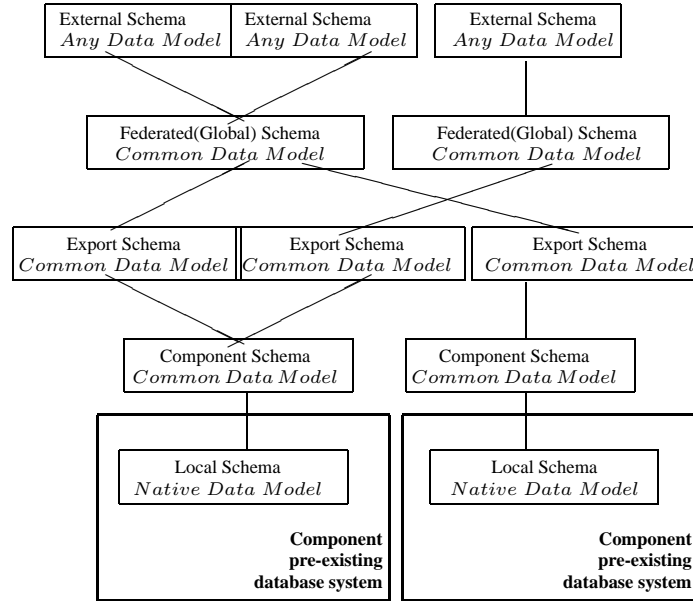 External Schema
Any Data Model
External Schema
Any Data Model
External Schema
Any Data Model
Federated(Global) Schema
Common Data Model
Federated(Global) Schema
Common Data Model
Export Schema
Common Data Model
Export Schema
Common Data Model
Export Schema
Common Data Model
Component Schema
Common Data Model
Component Schema
Common Data Model
Local Schema
Native Data Model
Local Schema
Native Data Model
Component
pre-existing
database system
Component
pre-existing
database system